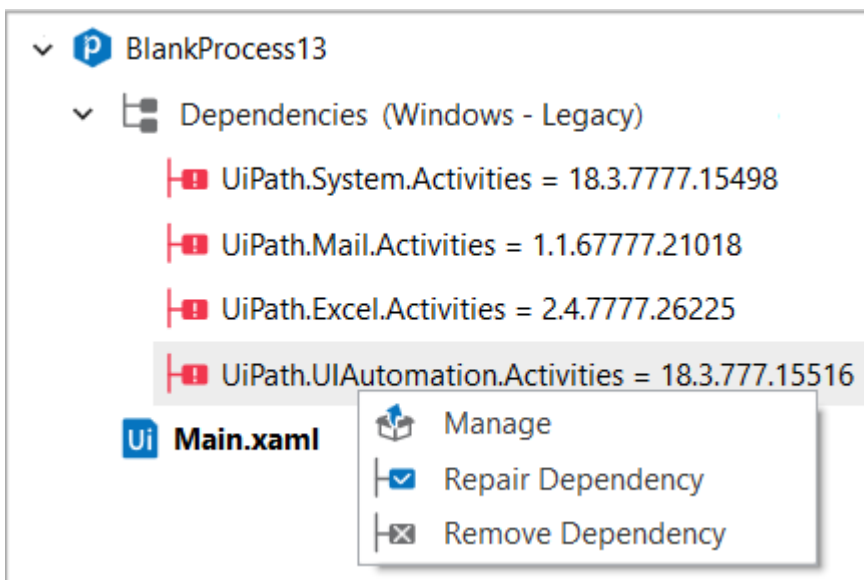 BlankProcess13
Dependencies (Windows - Legacy)
UiPath.System.Activities = 18.3.7777.15498
UiPath.Mail.Activities = 1.1.67777.21018
UiPath.Excel.Activities = 2.4.7777.26225
UiPath.UIAutomation.Activities = 18.3.777.15516
Ui Main.xaml
Manage
Repair Dependency
Remove Dependency